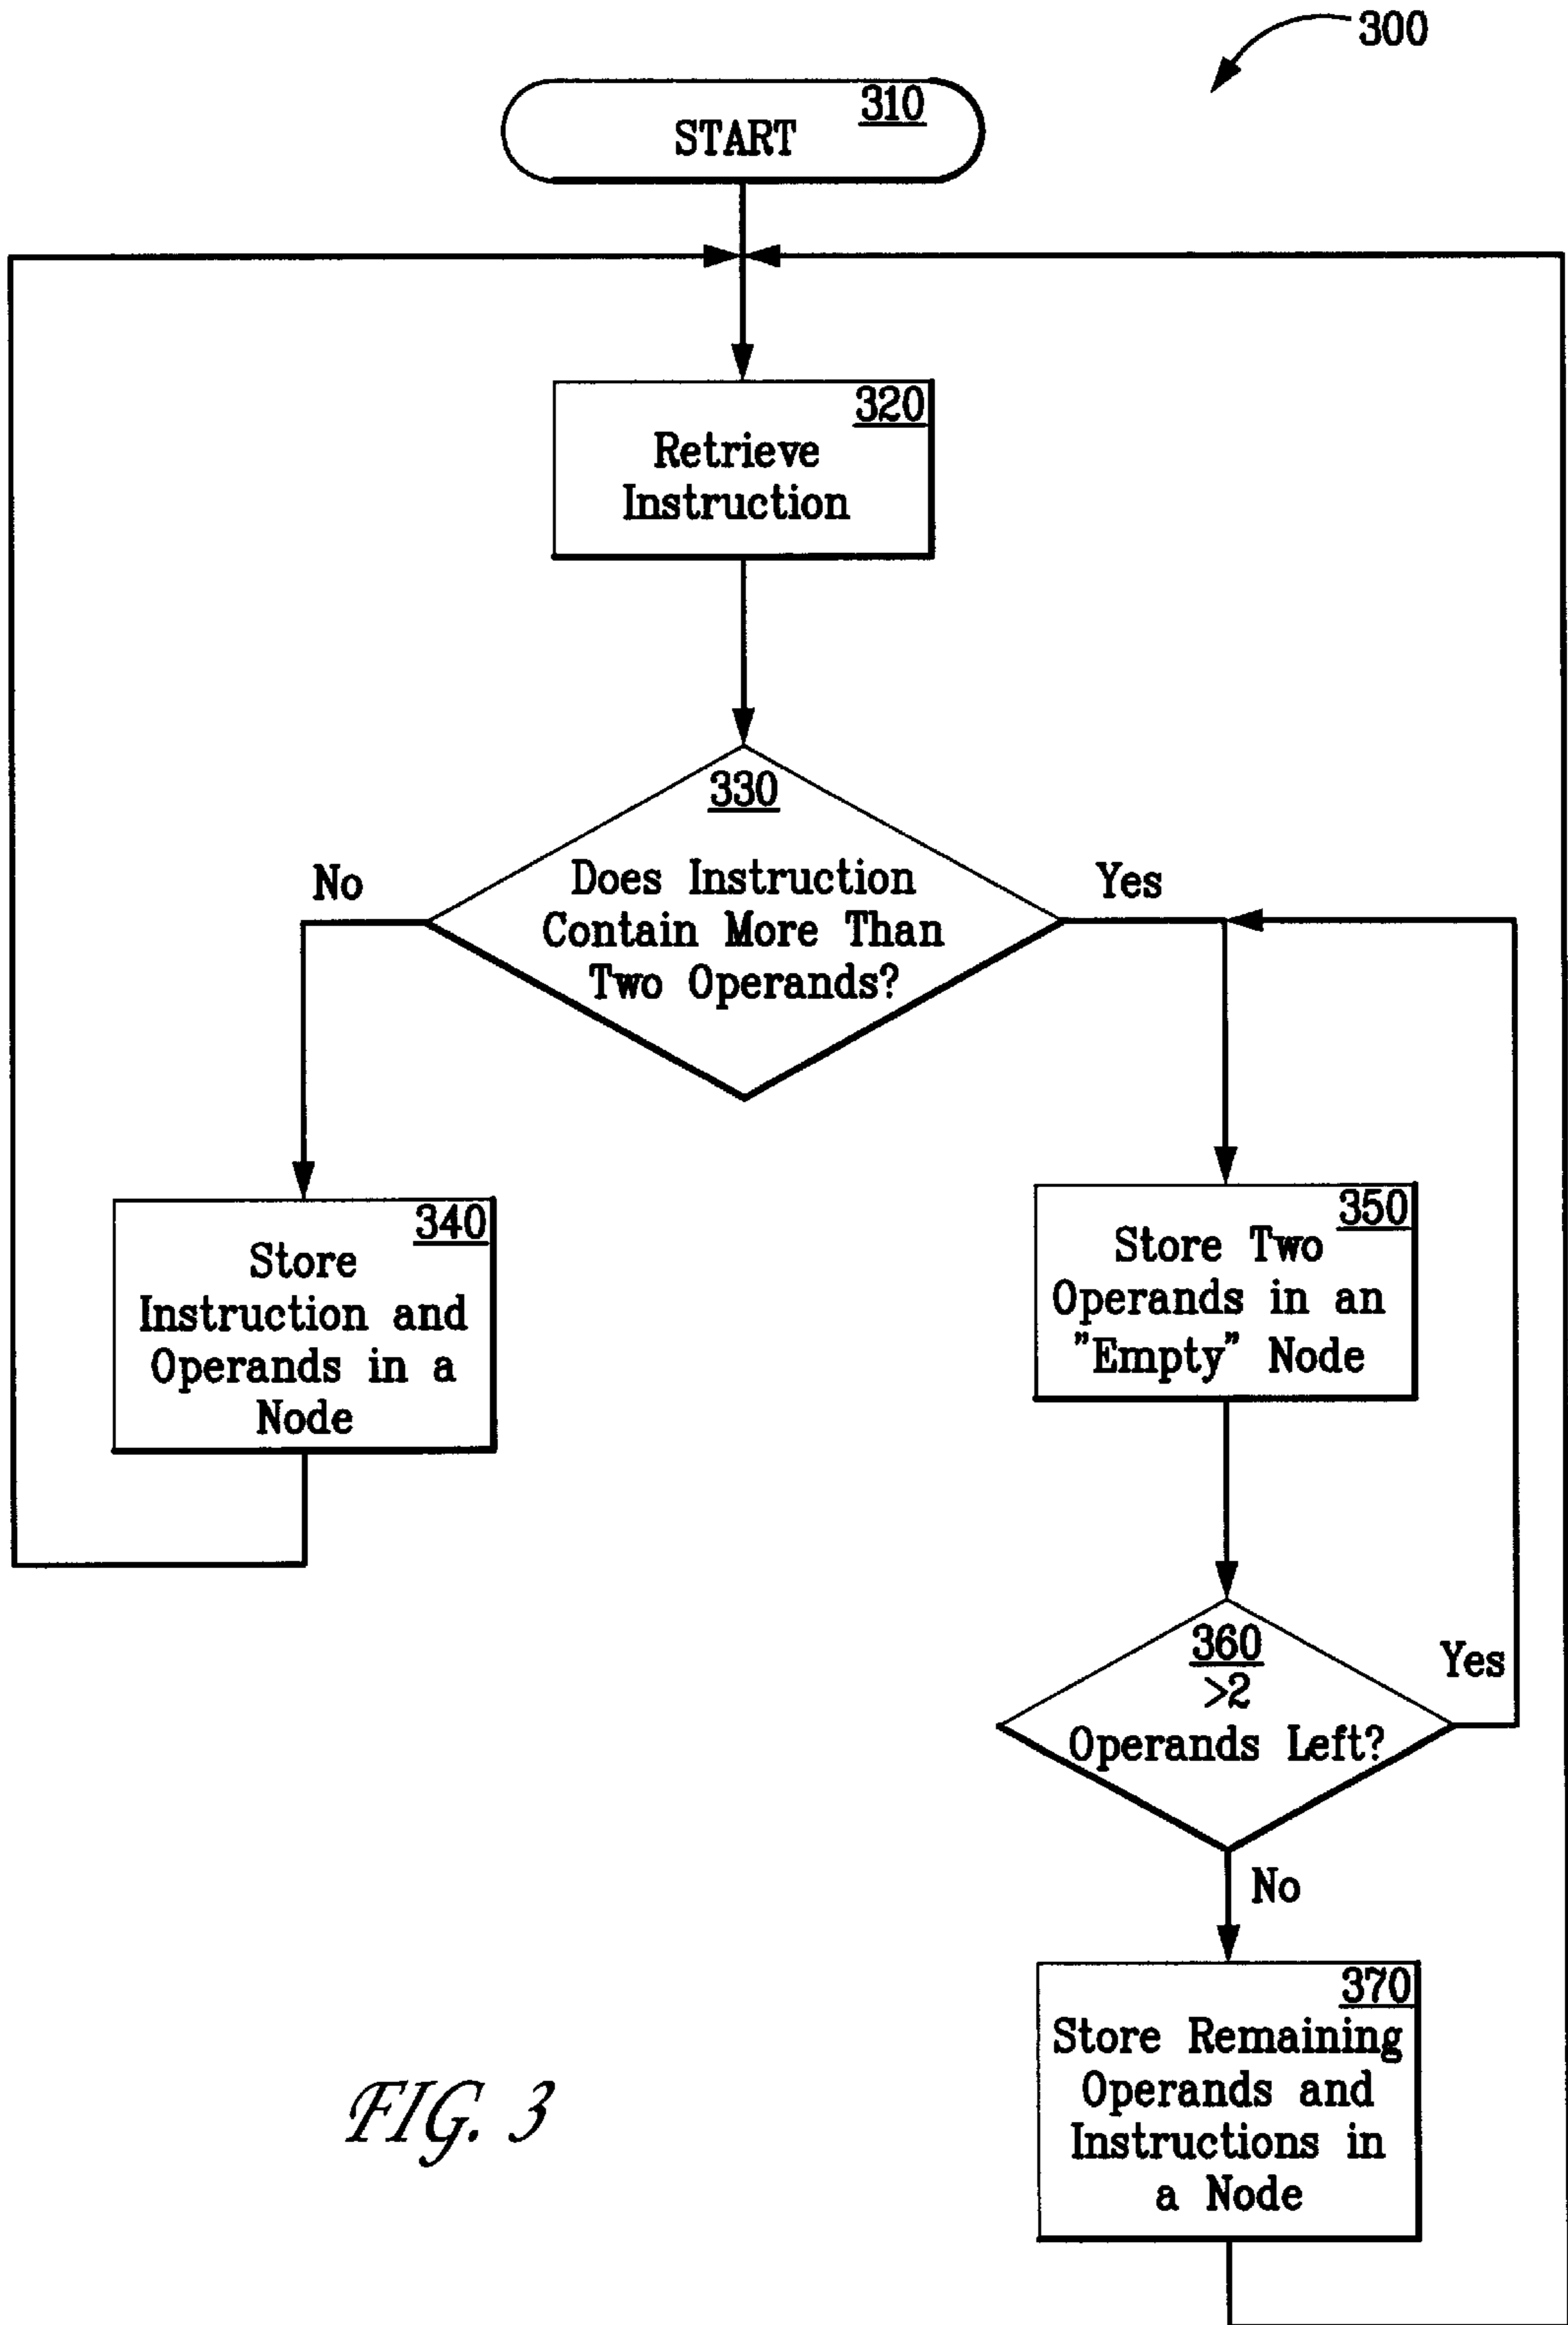 300
310
START
320
Retrieve
Instruction
330
Does Instruction
Contain More Than
Two Operands?
No
Yes
340
Store
Instruction and
Operands in a
Node
350
Store Two
Operands in an
"Empty" Node
360
>2
Operands Left?
Yes
No
370
Store Remaining
Operands and
Instructions in
a Node
FIG. 3